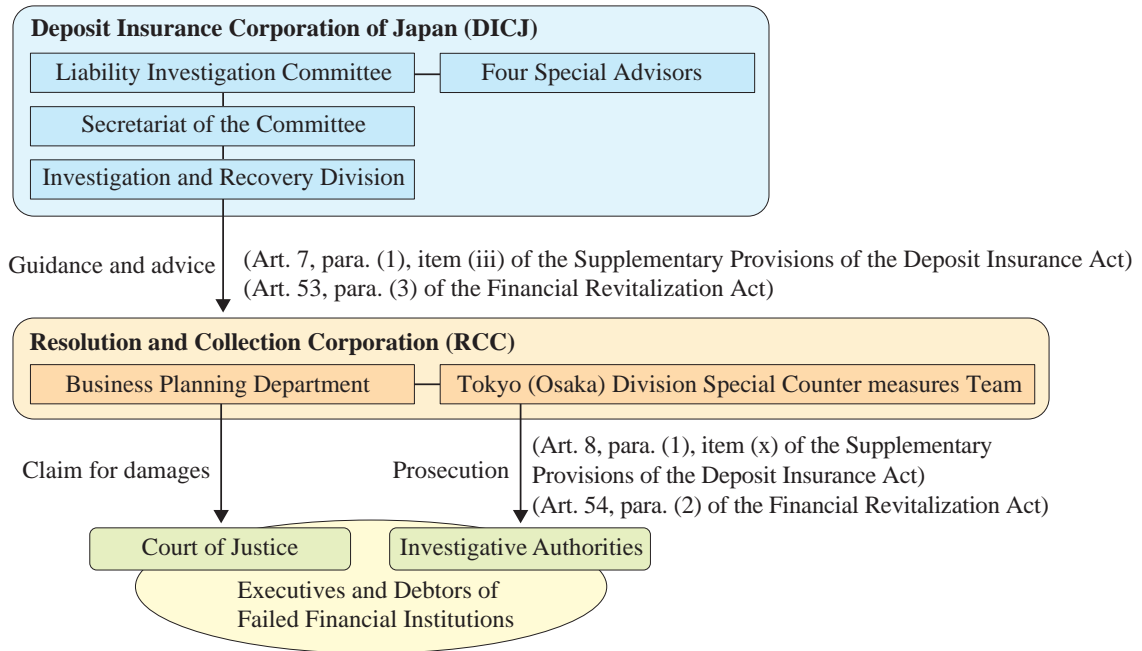 Deposit Insurance Corporation of Japan (DICJ)
Liability Investigation Committee
Four Special Advisors
Secretariat of the Committee
Investigation and Recovery Division
Guidance and advice
(Art. 7, para. (1), item (iii) of the Supplementary Provisions of the Deposit Insurance Act)
(Art. 53, para. (3) of the Financial Revitalization Act)
Resolution and Collection Corporation (RCC)
Business Planning Department
Tokyo (Osaka) Division Special Counter measures Team
Claim for damages
Prosecution
(Art. 8, para. (1), item (x) of the Supplementary
Provisions of the Deposit Insurance Act)
(Art. 54, para. (2) of the Financial Revitalization Act)
Court of Justice
Investigative Authorities
Executives and Debtors of
Failed Financial Institutions